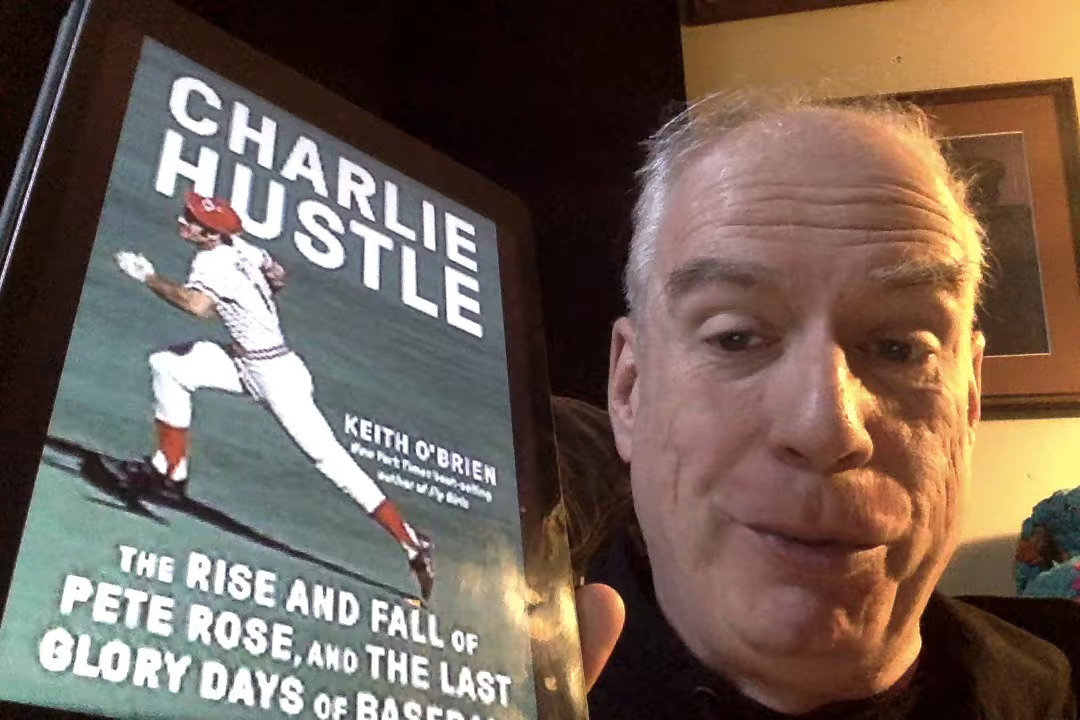 CHARLIE
HUSTLE
KEITH O'BRIEN
New York Times best-selling
author of Fly Girls
THE RISE AND FALL OF
PETE ROSE, AND THE LAST
GLORY DAYS OF